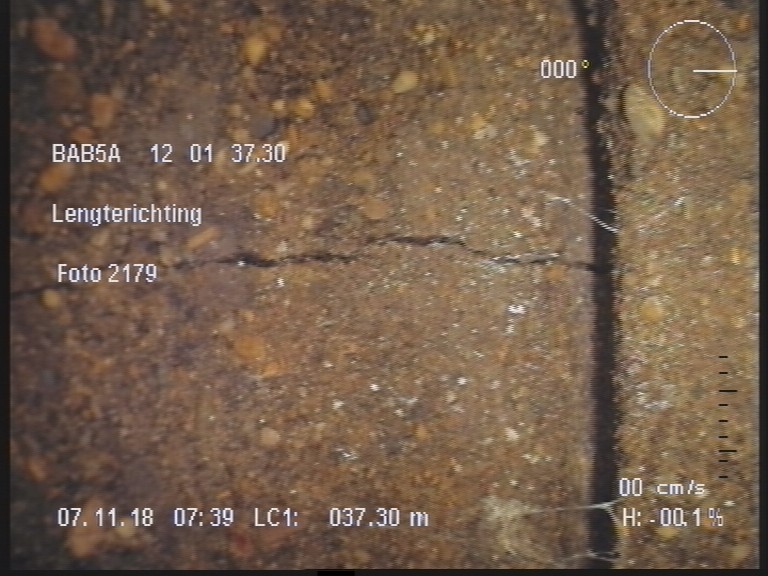 000°
BAB5A 12 01 37.30
Lengterichting
Foto 2179
00 cm/s
07.11.18 07:39 LC1: 037.30 m H: -00.1 %